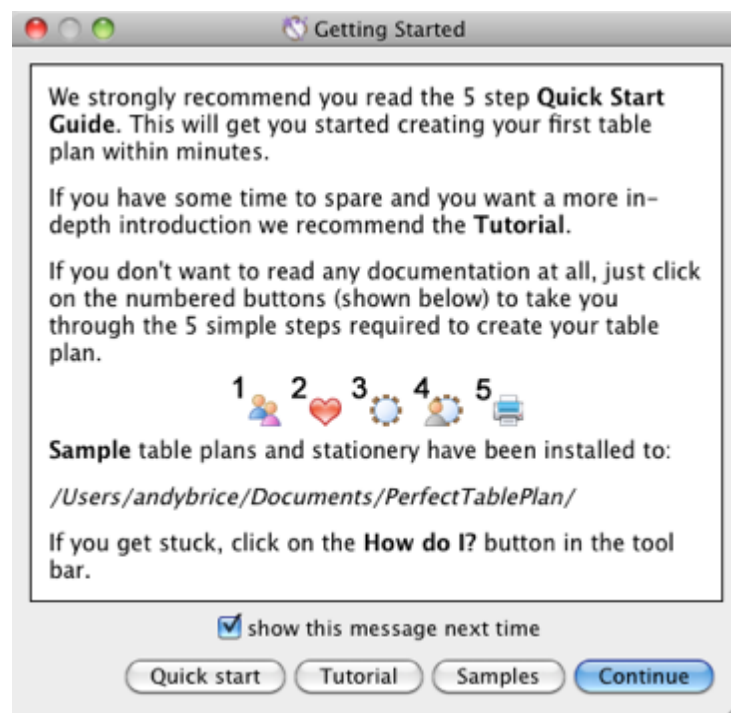 Getting Started
We strongly recommend you read the 5 step Quick Start
Guide. This will get you started creating your first table
plan within minutes.
If you have some time to spare and you want a more in-
depth introduction we recommend the Tutorial.
If you don't want to read any documentation at all, just click
on the numbered buttons (shown below) to take you
through the 5 simple steps required to create your table
plan.
1 2 3 4 5
Sample table plans and stationery have been installed to:
/Users/andybrice/Documents/PerfectTablePlan/
If you get stuck, click on the How do I? button in the tool
bar.
show this message next time
Quick start Tutorial Samples Continue